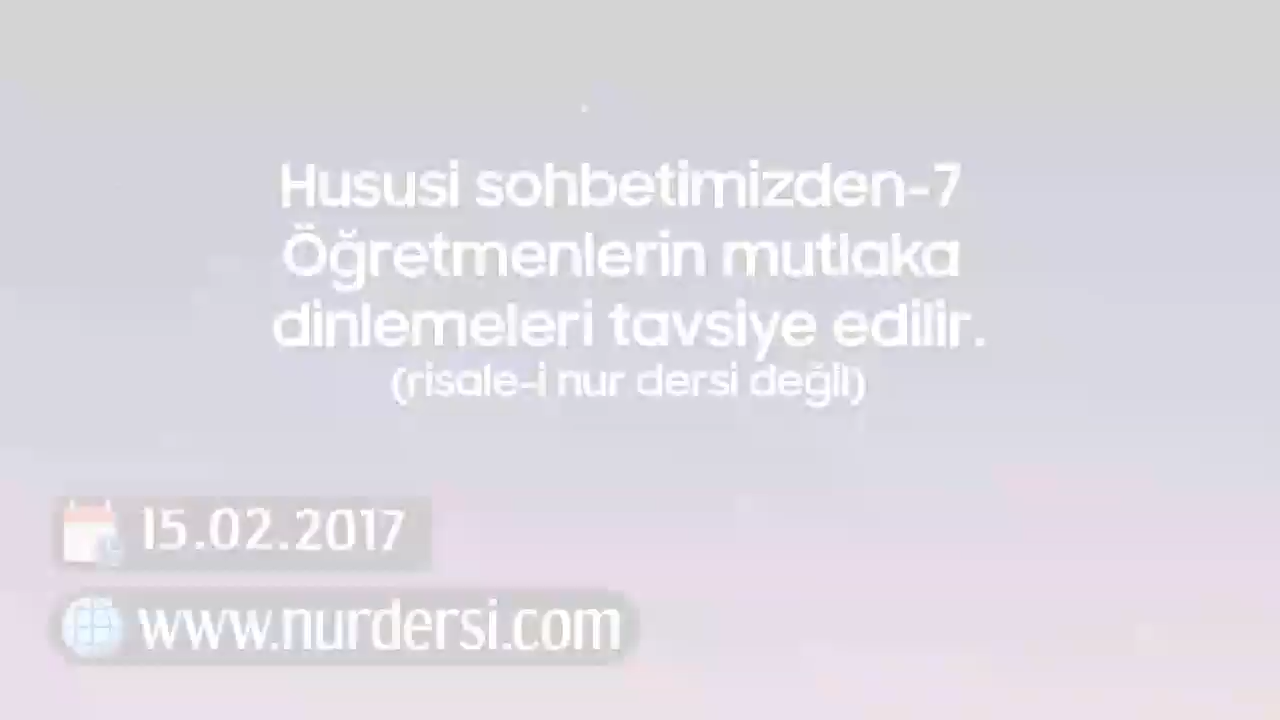 Hususi sohbetimizden-7
Öğretmenlerin mutlaka
dinlemeleri tavsiye edilir.
(risale-i nur dersi değil)
15.02.2017
www.nurdersi.com